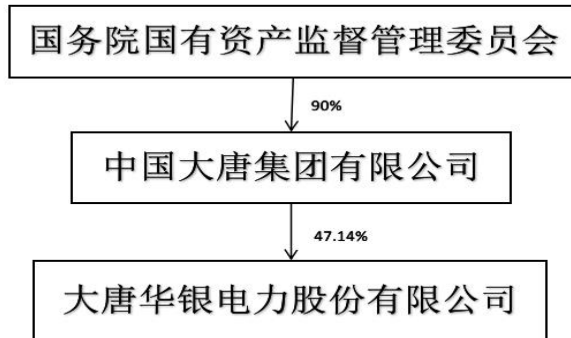 国务院国有资产监督管理委员会
90%
中国大唐集团有限公司
47.14%
大唐华银电力股份有限公司